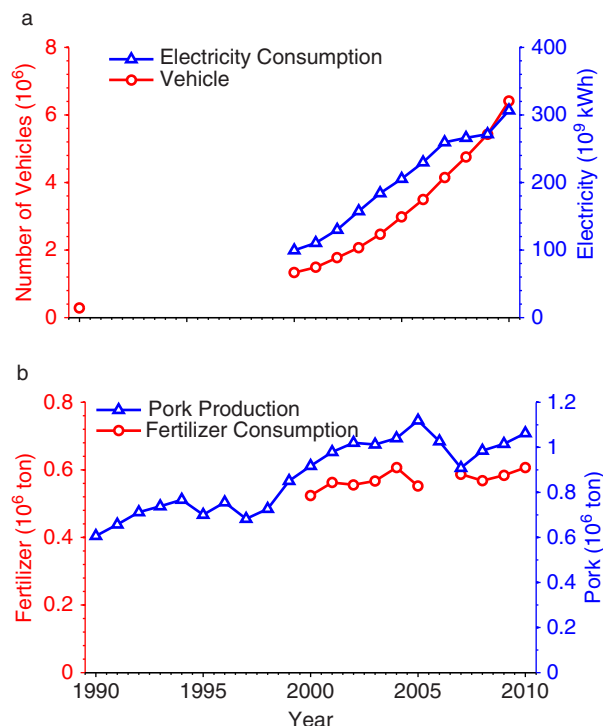 a
Electricity Consumption
Vehicle
Number of Vehicles (10⁶)
8
6
4
2
0
Electricity (10⁹ kWh)
400
300
200
100
0
b
Pork Production
Fertilizer Consumption
Fertilizer (10⁶ ton)
0.8
0.6
0.4
0.2
0
Pork (10⁶ ton)
1.2
1
0.8
0.6
0.4
0.2
0
1990 1995 2000 2005 2010
Year